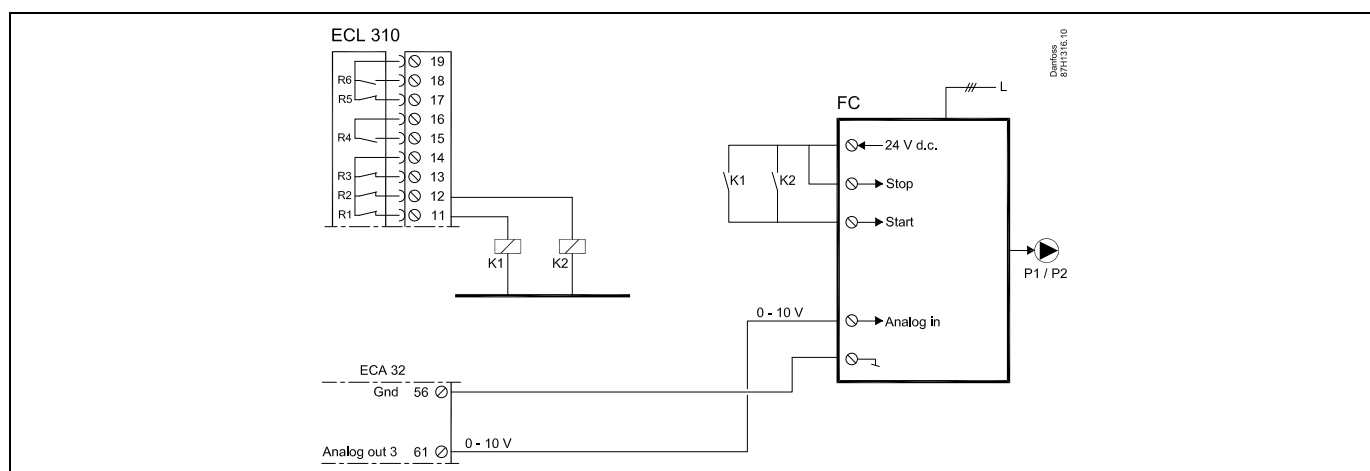 ECL 310
19
R6 18
R5 17
16
R4 15
14
R3 13
R2 12
R1 11
K1 K2
Danfoss
87H1316.10
L
FC
24 V d.c.
K1 K2
Stop
Start
P1 / P2
0 - 10 V
Analog in
ECA 32
Gnd 56
Analog out 3 61
0 - 10 V